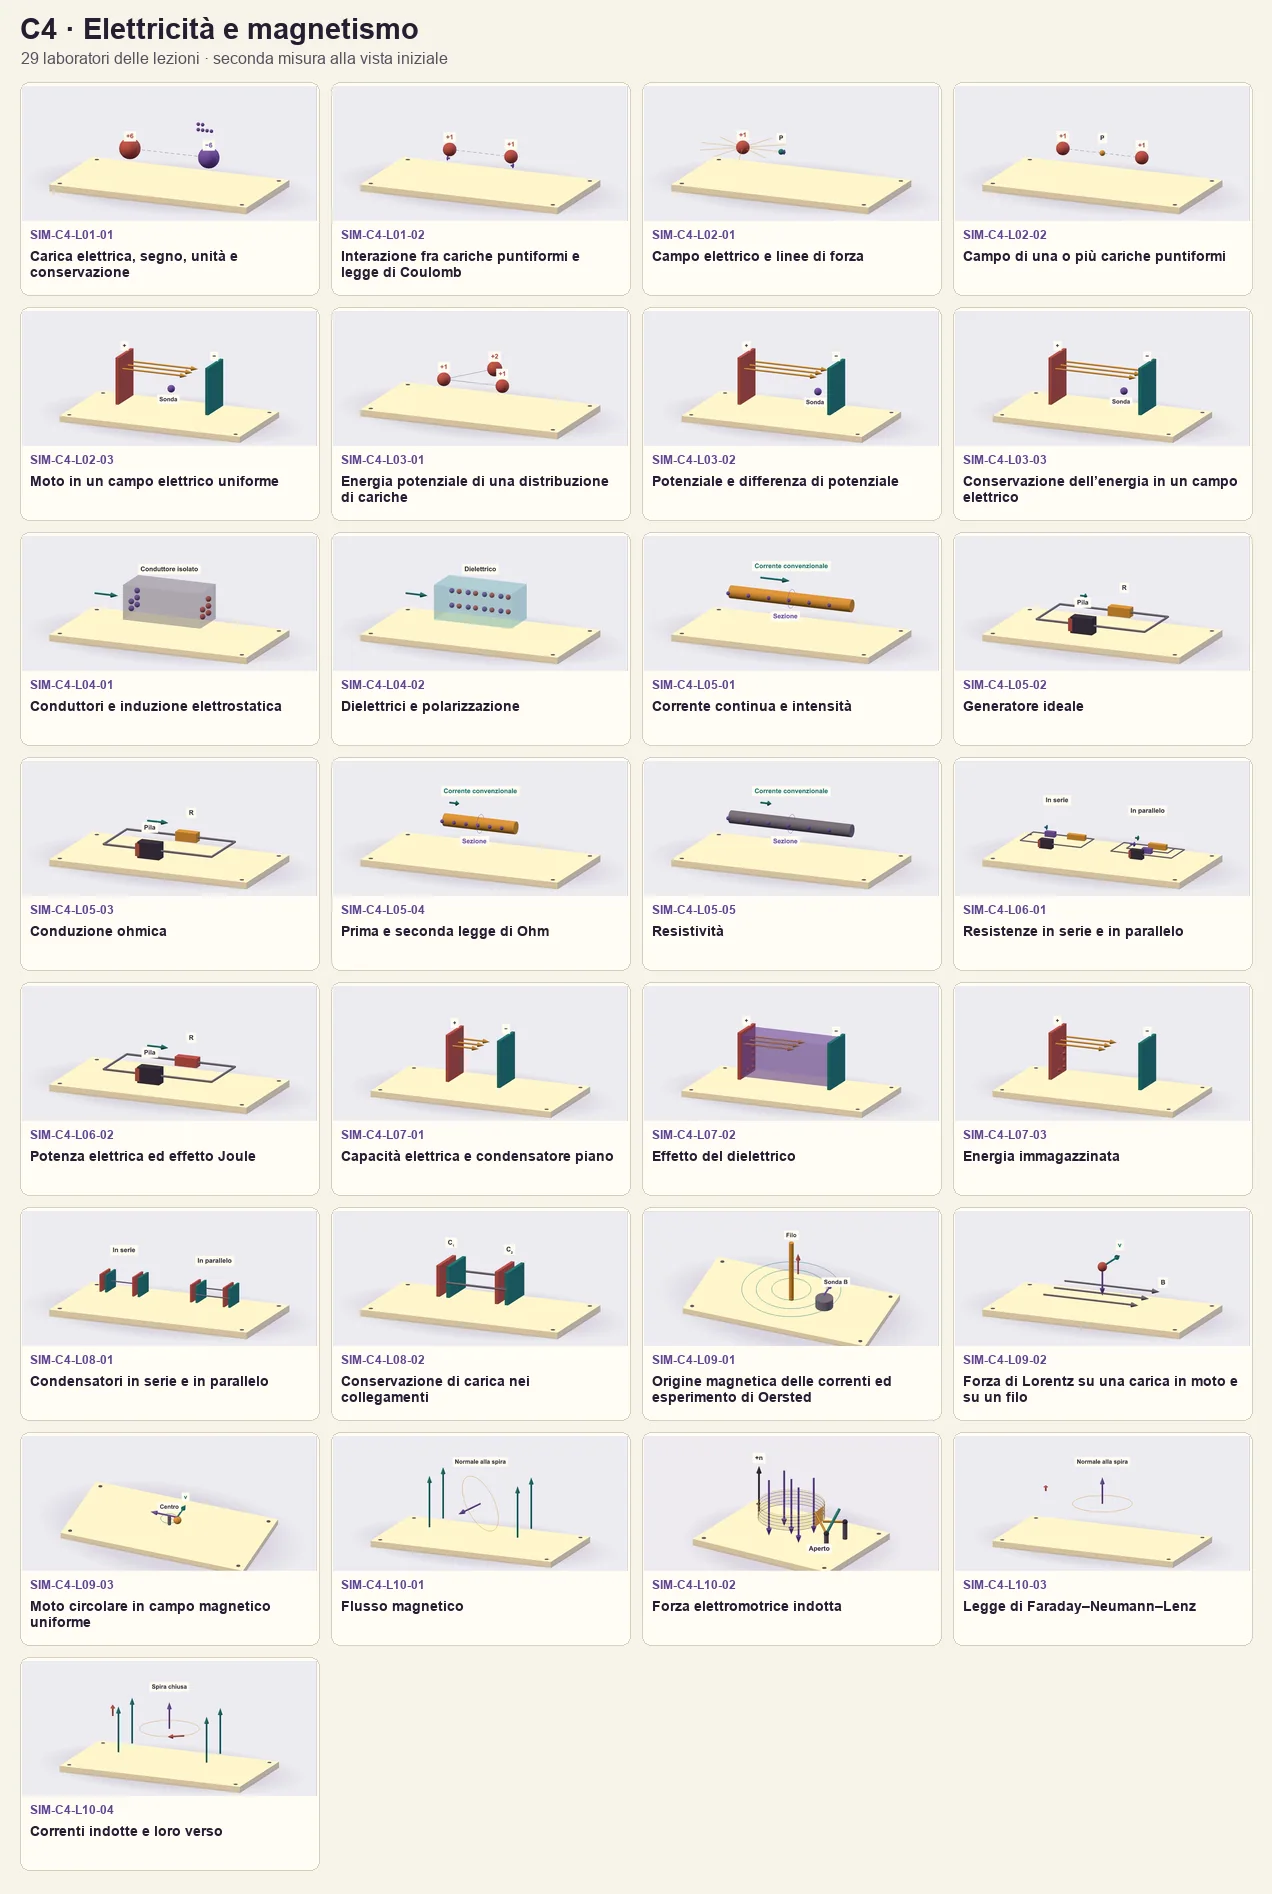 C4 · Elettricità e magnetismo
29 laboratori delle lezioni · seconda misura alla vista iniziale
+6
−6
SIM-C4-L01-01
Carica elettrica, segno, unità e
conservazione
+1
+1
SIM-C4-L01-02
Interazione fra cariche puntiformi e
legge di Coulomb
+1
P
SIM-C4-L02-01
Campo elettrico e linee di forza
+1
P
+1
SIM-C4-L02-02
Campo di una o più cariche puntiformi
+
−
Sonda
SIM-C4-L02-03
Moto in un campo elettrico uniforme
+1
+2
+1
SIM-C4-L03-01
Energia potenziale di una distribuzione
di cariche
+
−
Sonda
SIM-C4-L03-02
Potenziale e differenza di potenziale
+
−
Sonda
SIM-C4-L03-03
Conservazione dell’energia in un campo
elettrico
Conduttore isolato
SIM-C4-L04-01
Conduttori e induzione elettrostatica
Dielettrico
SIM-C4-L04-02
Dielettrici e polarizzazione
Corrente convenzionale
Sezione
SIM-C4-L05-01
Corrente continua e intensità
R
Pila
SIM-C4-L05-02
Generatore ideale
R
Pila
SIM-C4-L05-03
Conduzione ohmica
Corrente convenzionale
Sezione
SIM-C4-L05-04
Prima e seconda legge di Ohm
Corrente convenzionale
Sezione
SIM-C4-L05-05
Resistività
In serie
In parallelo
SIM-C4-L06-01
Resistenze in serie e in parallelo
R
Pila
SIM-C4-L06-02
Potenza elettrica ed effetto Joule
+
−
SIM-C4-L07-01
Capacità elettrica e condensatore piano
+
−
SIM-C4-L07-02
Effetto del dielettrico
+
−
SIM-C4-L07-03
Energia immagazzinata
In serie
In parallelo
SIM-C4-L08-01
Condensatori in serie e in parallelo
C₁
C₂
SIM-C4-L08-02
Conservazione di carica nei
collegamenti
Filo
Sonda B
SIM-C4-L09-01
Origine magnetica delle correnti ed
esperimento di Oersted
v
B
SIM-C4-L09-02
Forza di Lorentz su una carica in moto e
su un filo
v
Centro
SIM-C4-L09-03
Moto circolare in campo magnetico
uniforme
Normale alla spira
SIM-C4-L10-01
Flusso magnetico
+n
Aperto
SIM-C4-L10-02
Forza elettromotrice indotta
Normale alla spira
SIM-C4-L10-03
Legge di Faraday–Neumann–Lenz
Spira chiusa
SIM-C4-L10-04
Correnti indotte e loro verso